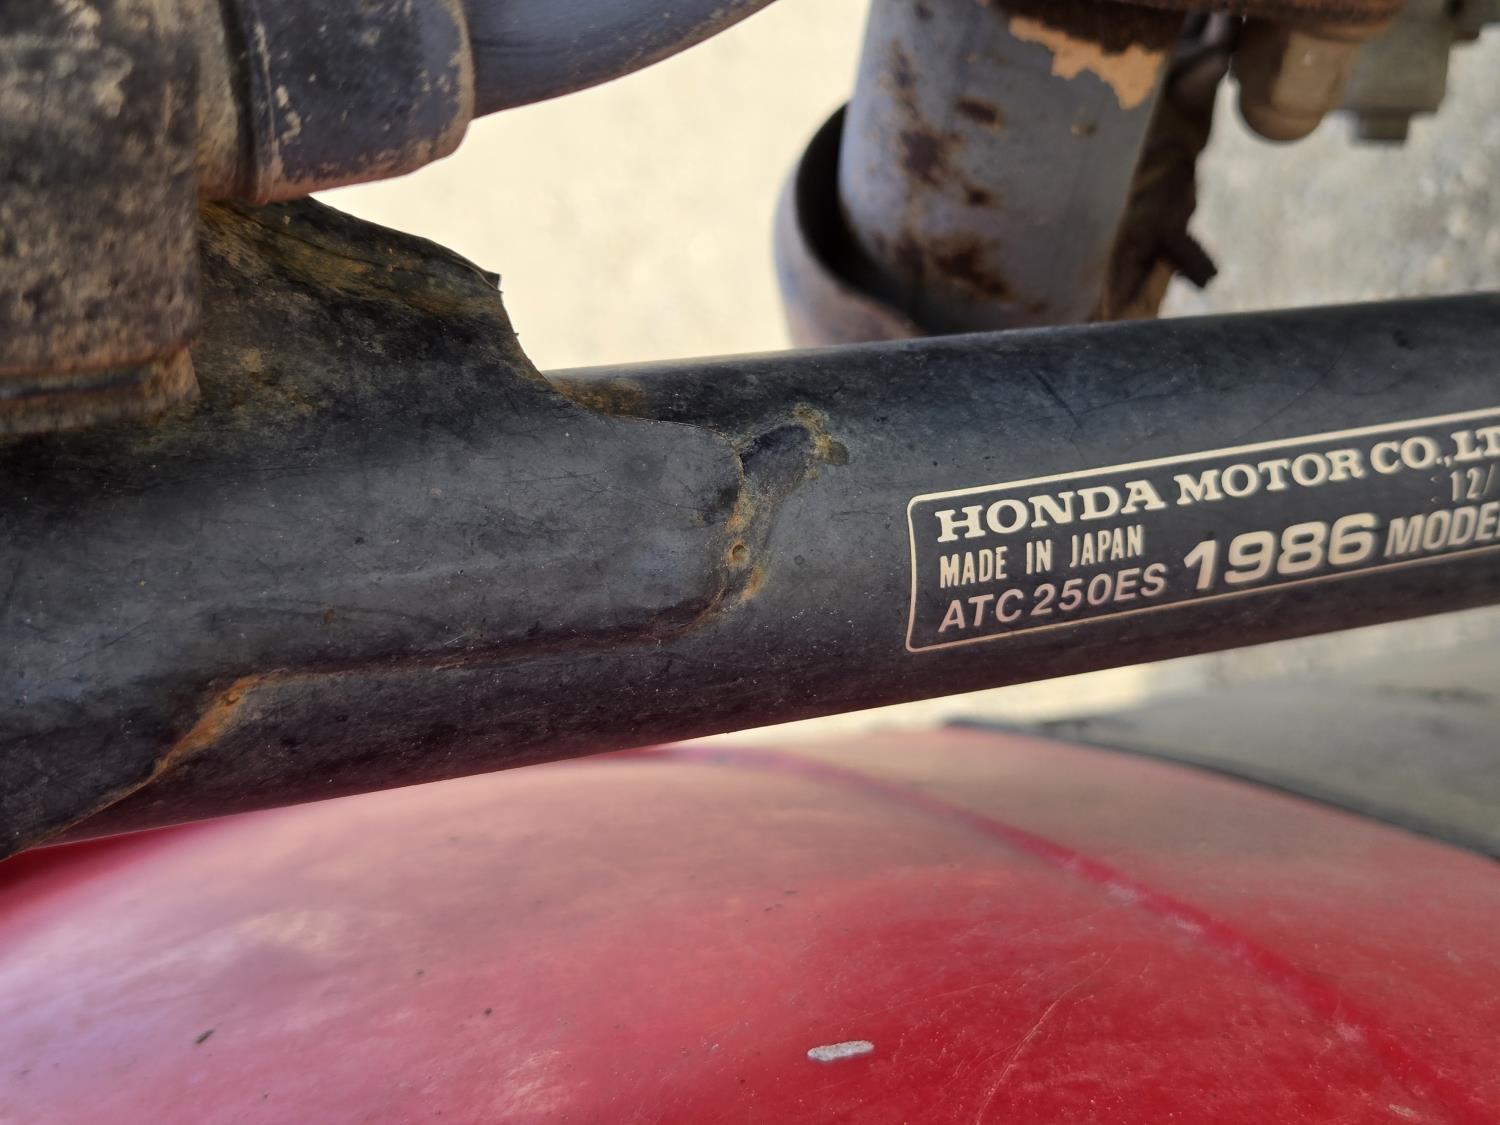 HONDA MOTOR CO.,LT
12/
MADE IN JAPAN
ATC250ES 1986 MODE